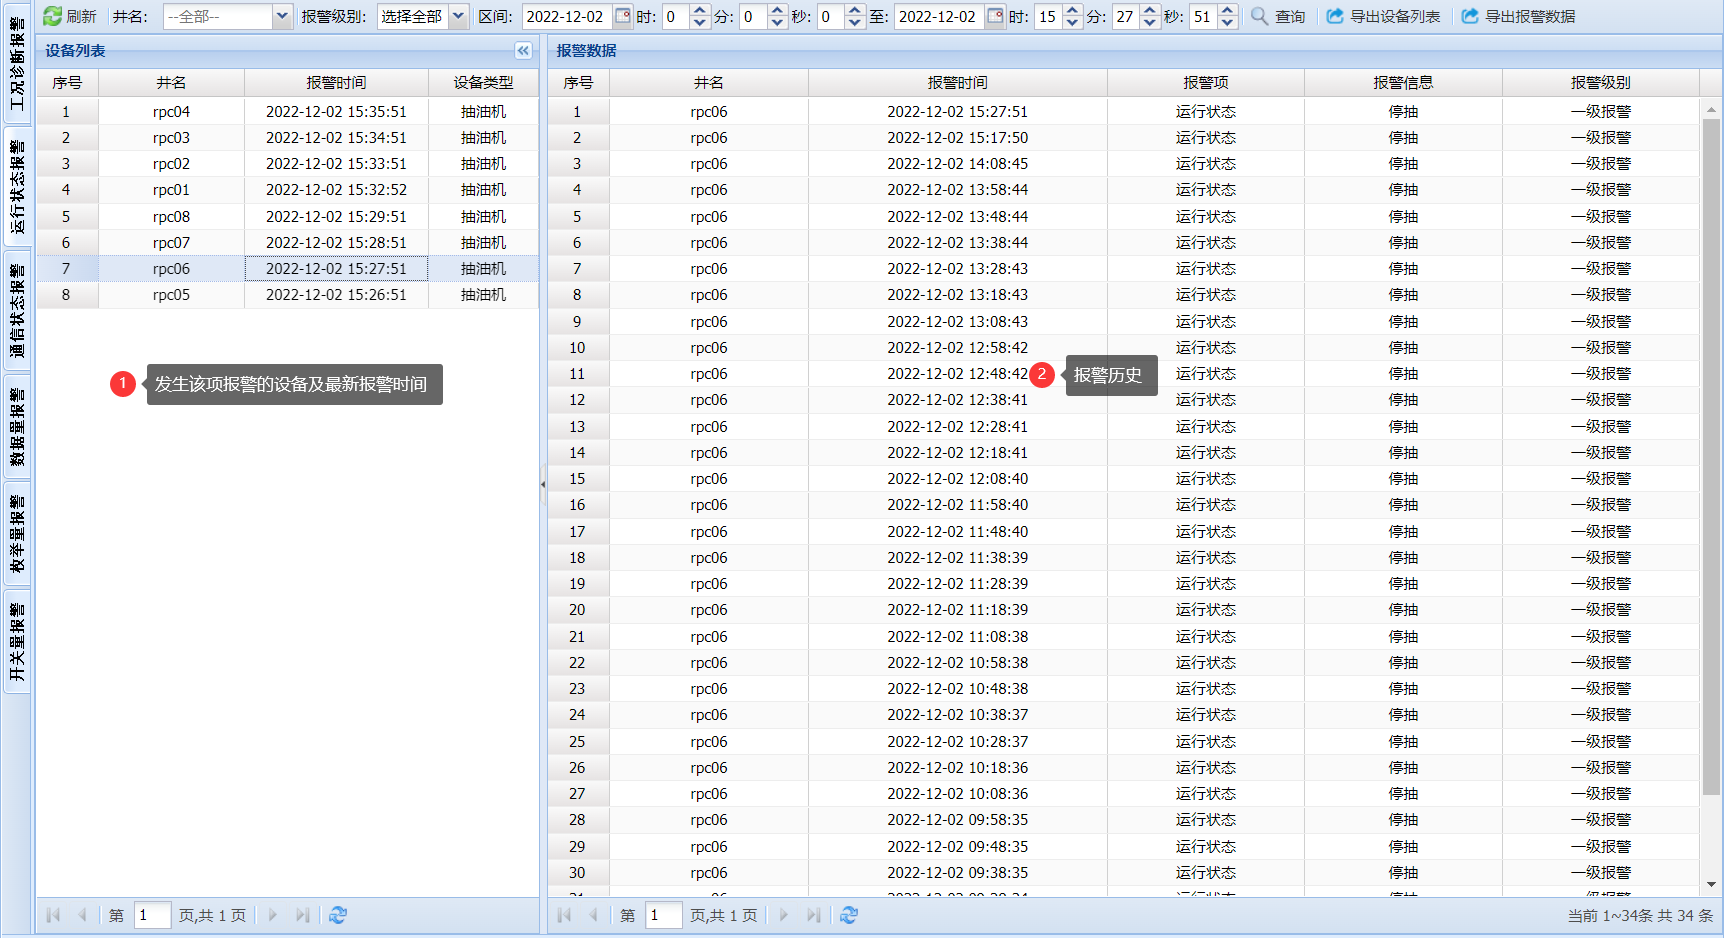 刷新 井名: --全部-- 报警级别: 选择全部 区间: 2022-12-02 时: 0 分: 0 秒: 0 至: 2022-12-02 时: 15 分: 27 秒: 51 查询 导出设备列表 导出报警数据
工况诊断报警
运行状态报警
通信状态报警
数据量报警
枚举量报警
开关量报警
设备列表
序号 井名 报警时间 设备类型
1 rpc04 2022-12-02 15:35:51 抽油机
2 rpc03 2022-12-02 15:34:51 抽油机
3 rpc02 2022-12-02 15:33:51 抽油机
4 rpc01 2022-12-02 15:32:52 抽油机
5 rpc08 2022-12-02 15:29:51 抽油机
6 rpc07 2022-12-02 15:28:51 抽油机
7 rpc06 2022-12-02 15:27:51 抽油机
8 rpc05 2022-12-02 15:26:51 抽油机
1 发生该项报警的设备及最新报警时间
第 1 页,共 1 页
报警数据
序号 井名 报警时间 报警项 报警信息 报警级别
1 rpc06 2022-12-02 15:27:51 运行状态 停抽 一级报警
2 rpc06 2022-12-02 15:17:50 运行状态 停抽 一级报警
3 rpc06 2022-12-02 14:08:45 运行状态 停抽 一级报警
4 rpc06 2022-12-02 13:58:44 运行状态 停抽 一级报警
5 rpc06 2022-12-02 13:48:44 运行状态 停抽 一级报警
6 rpc06 2022-12-02 13:38:44 运行状态 停抽 一级报警
7 rpc06 2022-12-02 13:28:43 运行状态 停抽 一级报警
8 rpc06 2022-12-02 13:18:43 运行状态 停抽 一级报警
9 rpc06 2022-12-02 13:08:43 运行状态 停抽 一级报警
10 rpc06 2022-12-02 12:58:42 运行状态 停抽 一级报警
11 rpc06 2022-12-02 12:48:42 运行状态 停抽 一级报警
2 报警历史
12 rpc06 2022-12-02 12:38:41 运行状态 停抽 一级报警
13 rpc06 2022-12-02 12:28:41 运行状态 停抽 一级报警
14 rpc06 2022-12-02 12:18:41 运行状态 停抽 一级报警
15 rpc06 2022-12-02 12:08:40 运行状态 停抽 一级报警
16 rpc06 2022-12-02 11:58:40 运行状态 停抽 一级报警
17 rpc06 2022-12-02 11:48:40 运行状态 停抽 一级报警
18 rpc06 2022-12-02 11:38:39 运行状态 停抽 一级报警
19 rpc06 2022-12-02 11:28:39 运行状态 停抽 一级报警
20 rpc06 2022-12-02 11:18:39 运行状态 停抽 一级报警
21 rpc06 2022-12-02 11:08:38 运行状态 停抽 一级报警
22 rpc06 2022-12-02 10:58:38 运行状态 停抽 一级报警
23 rpc06 2022-12-02 10:48:38 运行状态 停抽 一级报警
24 rpc06 2022-12-02 10:38:37 运行状态 停抽 一级报警
25 rpc06 2022-12-02 10:28:37 运行状态 停抽 一级报警
26 rpc06 2022-12-02 10:18:36 运行状态 停抽 一级报警
27 rpc06 2022-12-02 10:08:36 运行状态 停抽 一级报警
28 rpc06 2022-12-02 09:58:35 运行状态 停抽 一级报警
29 rpc06 2022-12-02 09:48:35 运行状态 停抽 一级报警
30 rpc06 2022-12-02 09:38:35 运行状态 停抽 一级报警
第 1 页,共 1 页 当前 1~34条 共 34 条